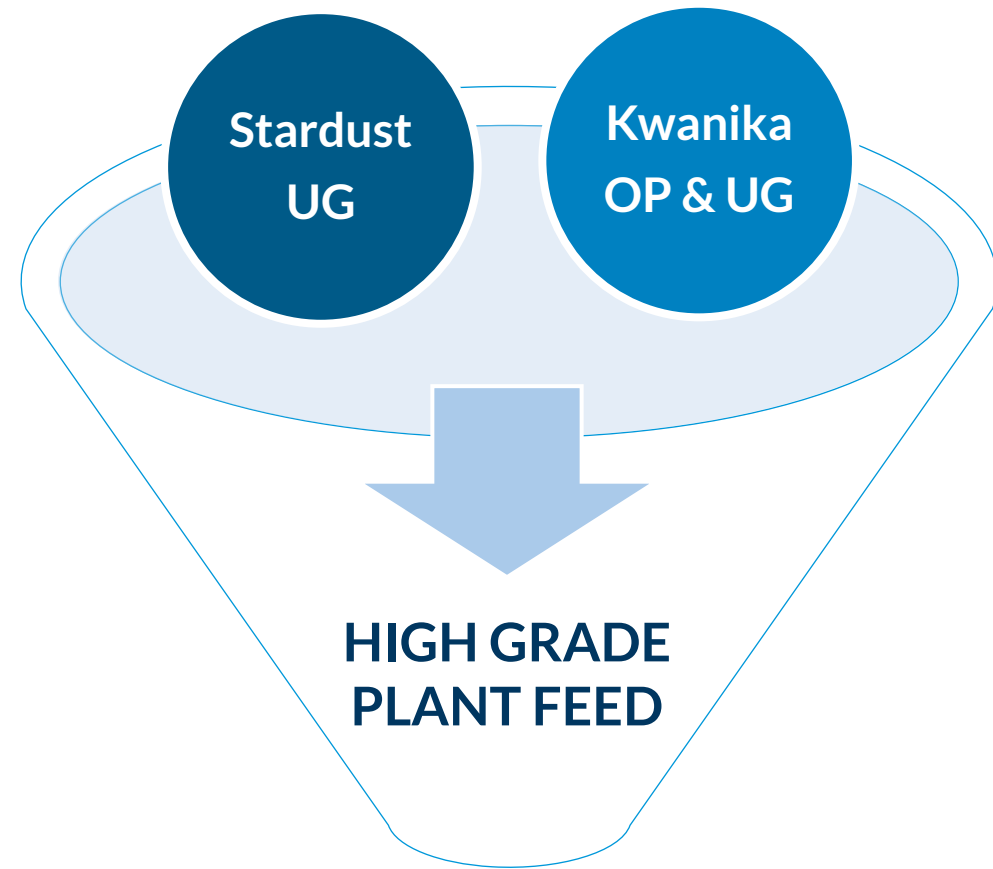 Stardust
UG
Kwanika
OP & UG
HIGH GRADE
PLANT FEED